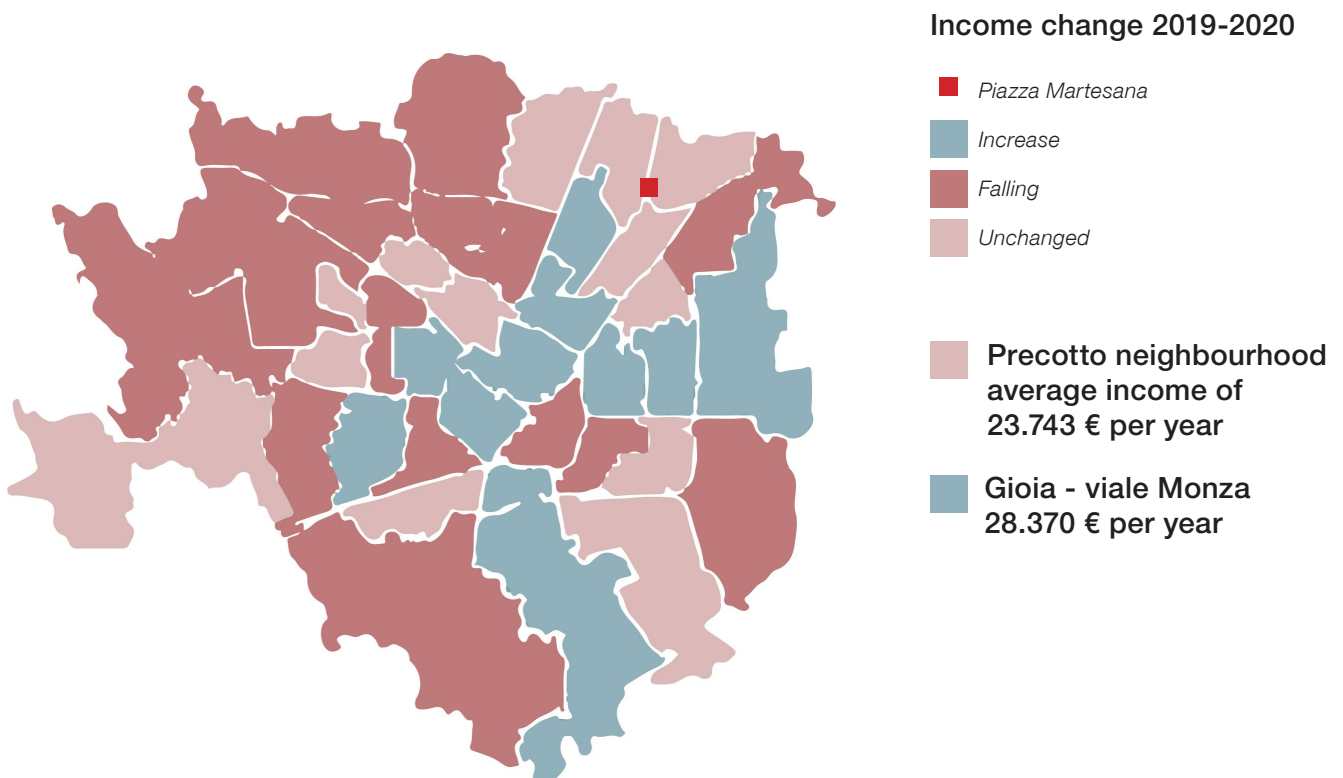 Income change 2019-2020
Piazza Martesana
Increase
Falling
Unchanged
Precotto neighbourhood
average income of
23.743 € per year
Gioia - viale Monza
28.370 € per year